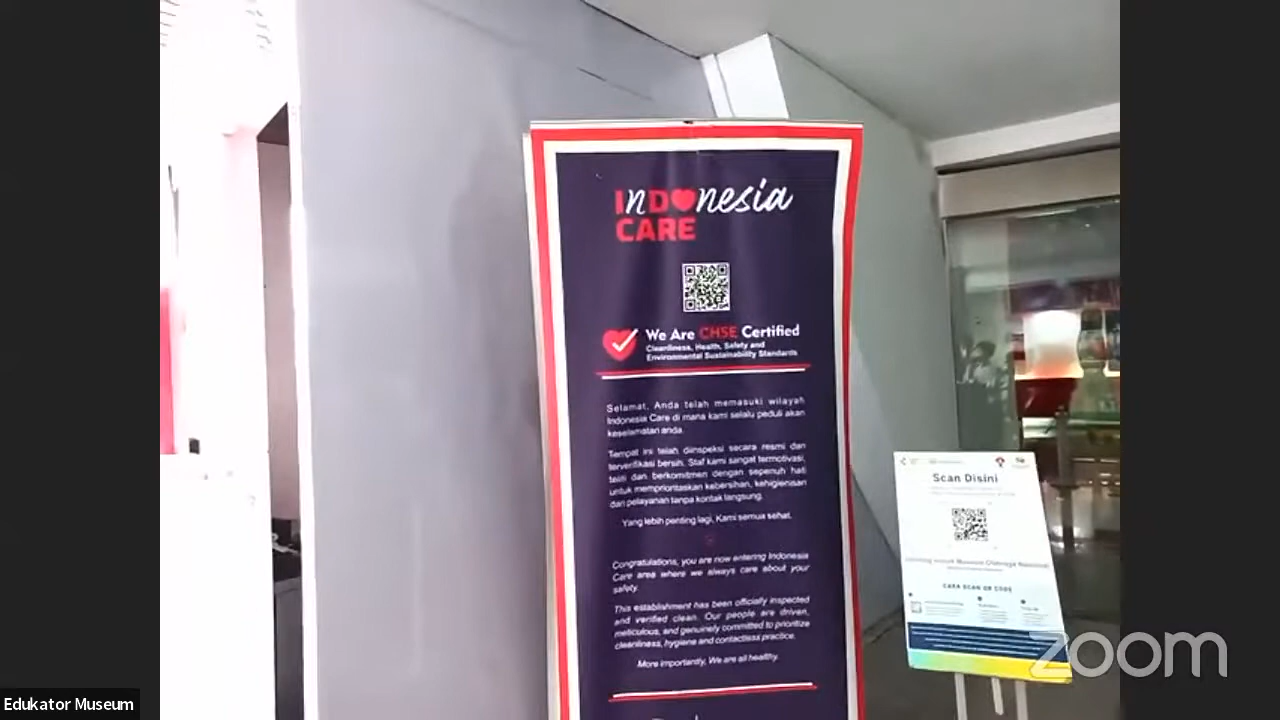 INDONESIA
CARE
We Are CHSE Certified
Cleanliness, Health, Safety and
Environmental Sustainability Standards
Selamat, Anda telah memasuki wilayah
Indonesia Care di mana kami selalu peduli akan
keselamatan anda.
Tempat ini telah diinspeksi secara resmi dan
terverifikasi bersih. Staf kami sangat termotivasi,
teliti dan berkomitmen dengan sepenuh hati
untuk memprioritaskan kebersihan, kehigienisan
dan pelayanan tanpa kontak langsung.
Yang lebih penting lagi, Kami semua sehat.
Congratulations, you are now entering Indonesia
Care area where we always care about your
safety.
This establishment has been officially inspected
and verified clean. Our people are driven,
meticulous, and genuinely committed to prioritize
cleanliness, hygiene and contactless practice.
More importantly, We are all healthy.
Scan Disini
Museum Olahraga Nasional
CARA SCAN QR CODE
zoom
Edukator Museum